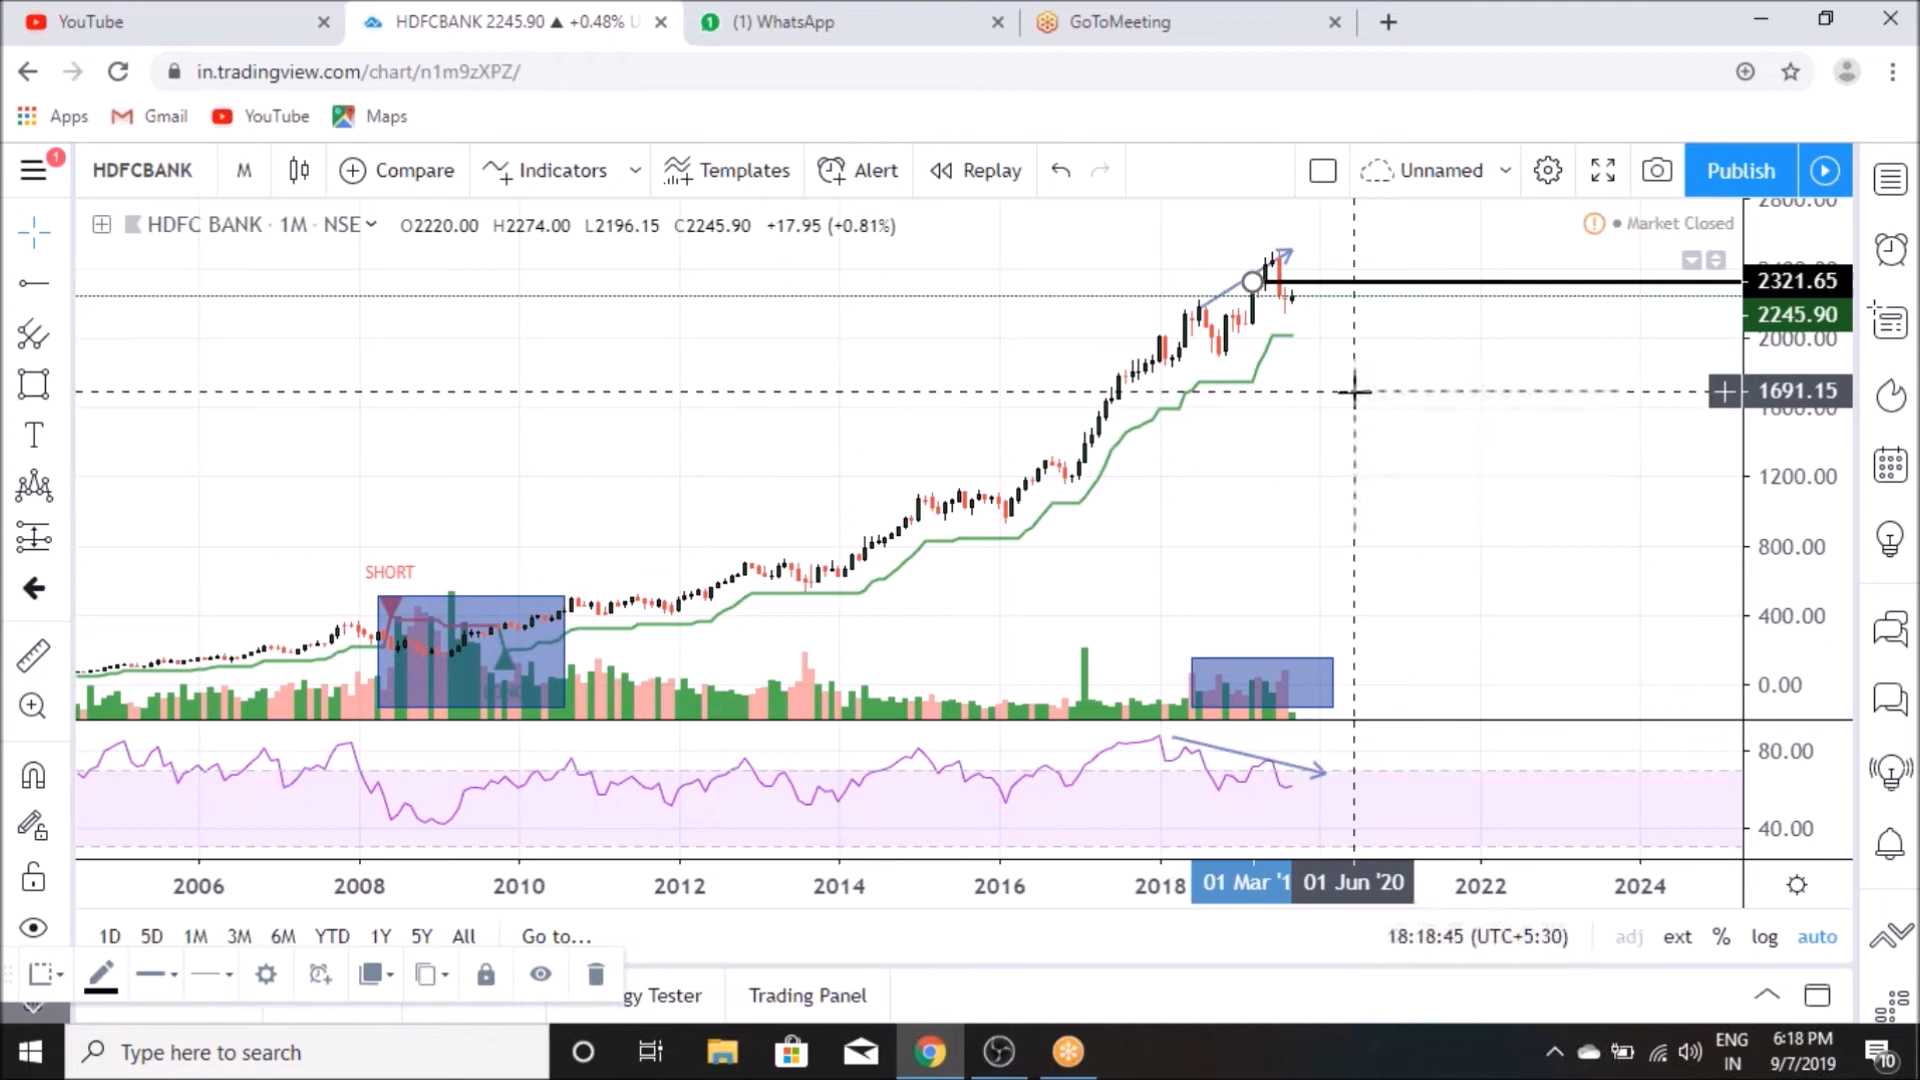 YouTube
HDFCBANK 2245.90 ▲ +0.48% U
(1) WhatsApp
GoToMeeting
in.tradingview.com/chart/n1m9zXPZ/
Apps
Gmail
YouTube
Maps
1
HDFCBANK
M
Compare
Indicators
Templates
Alert
Replay
Unnamed
Publish
HDFC BANK · 1M · NSE
O2220.00 H2274.00 L2196.15 C2245.90 +17.95 (+0.81%)
Market Closed
2800.00
2321.65
2245.90
2000.00
1691.15
1200.00
800.00
SHORT
400.00
0.00
80.00
40.00
2006
2008
2010
2012
2014
2016
2018
01 Mar '1
01 Jun '20
2022
2024
1D 5D 1M 3M 6M YTD 1Y 5Y All
Go to...
18:18:45 (UTC+5:30)
adj ext % log auto
gy Tester
Trading Panel
Type here to search
ENG
IN
6:18 PM
9/7/2019
10